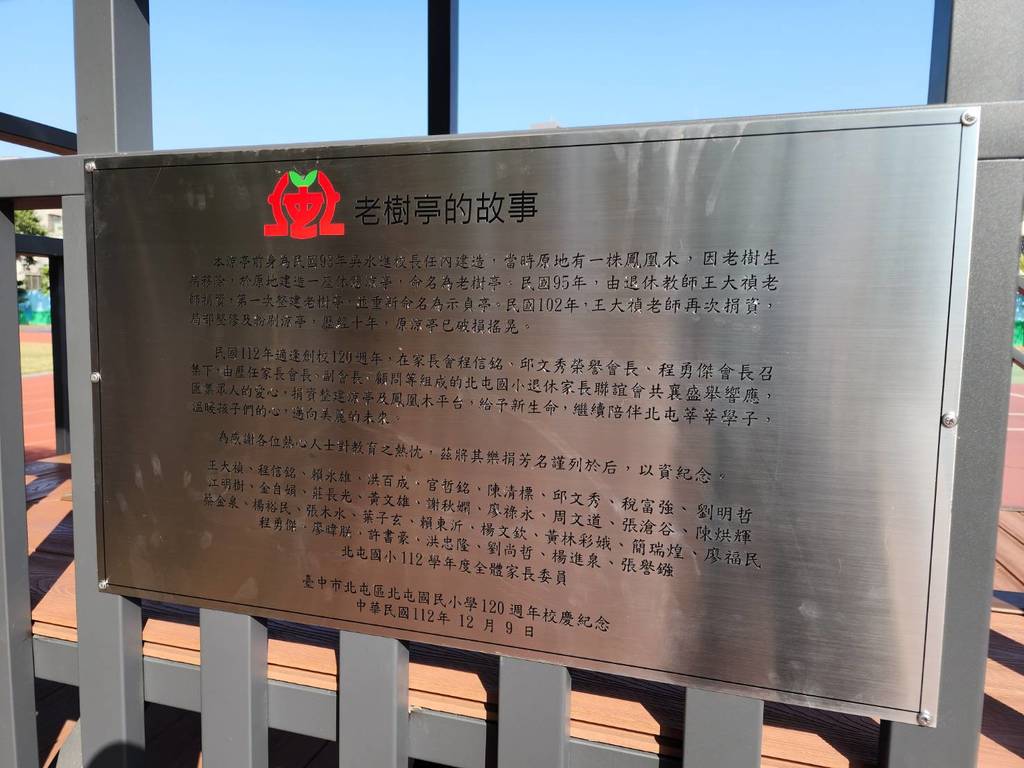 老樹亭的故事
本涼亭前身為民國93年吳水進校長任內建造，當時原地有一株鳳凰木，因老樹生
病移除，於原地建造一座休憩涼亭，命名為老樹亭。民國95年，由退休教師王大禎老
師捐資，第一次整建老樹亭，並重新命名為示貞亭。民國102年，王大禎老師再次捐資，
局部整修及粉刷涼亭，歷經十年，原涼亭已破損搖晃。
民國112年適逢創校120週年，在家長會程信銘、邱文秀榮譽會長、程勇傑會長召
集下，由歷任家長會長、副會長、顧問等組成的北屯國小退休家長聯誼會共襄盛舉響應，
匯集眾人的愛心，捐資整建涼亭及鳳凰木平台，給予新生命，繼續陪伴北屯莘莘學子，
溫暖孩子們的心，邁向美麗的未來。
為感謝各位熱心人士對教育之熱忱，茲將其樂捐芳名謹列於后，以資紀念。
王大禎、程信銘、賴永雄、洪百成、官哲銘、陳清標、邱文秀、稅富強、劉明哲
江明樹、金自娟、莊長光、黃文雄、謝秋嫻、廖祿永、周文道、張滄谷、陳烘輝
蔡金泉、楊裕民、張木水、葉子玄、賴東沂、楊文欽、黃林彩娥、簡瑞煌、廖福民
程勇傑、廖暐朕、許書豪、洪忠隆、劉尚哲、楊進泉、張譽鏹
北屯國小112學年度全體家長委員
臺中市北屯區北屯國民小學120週年校慶紀念
中華民國112年 12 月 9 日